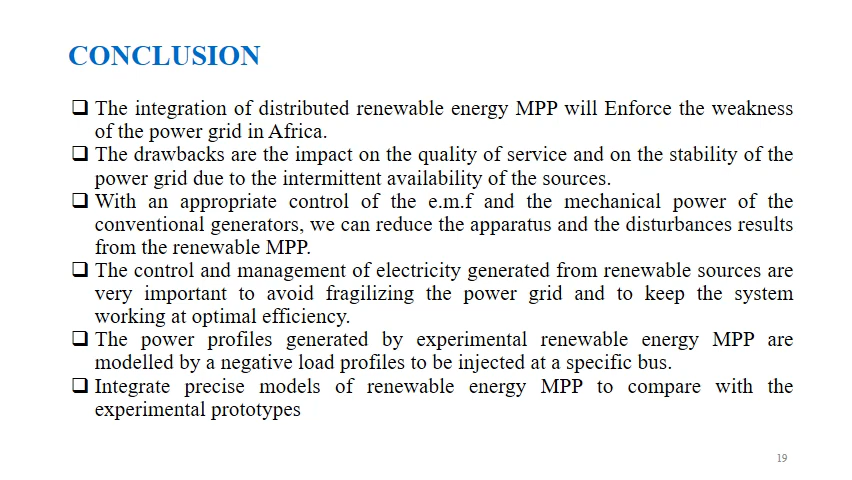 CONCLUSION
❑ The integration of distributed renewable energy MPP will Enforce the weakness
of the power grid in Africa.
❑ The drawbacks are the impact on the quality of service and on the stability of the
power grid due to the intermittent availability of the sources.
❑ With an appropriate control of the e.m.f and the mechanical power of the
conventional generators, we can reduce the apparatus and the disturbances results
from the renewable MPP.
❑ The control and management of electricity generated from renewable sources are
very important to avoid fragilizing the power grid and to keep the system
working at optimal efficiency.
❑ The power profiles generated by experimental renewable energy MPP are
modelled by a negative load profiles to be injected at a specific bus.
❑ Integrate precise models of renewable energy MPP to compare with the
experimental prototypes
19